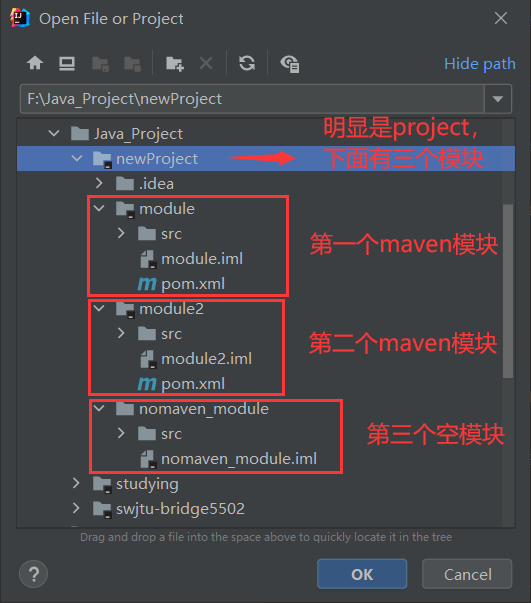 Open File or Project
Hide path
F:\Java_Project\newProject
Java_Project
明显是project，
newProject
下面有三个模块
.idea
module
src
第一个maven模块
module.iml
pom.xml
module2
src
第二个maven模块
module2.iml
pom.xml
nomaven_module
src
第三个空模块
nomaven_module.iml
studying
swjtu-bridge5502
Drag and drop a file into the space above to quickly locate it in the tree
? OK Cancel